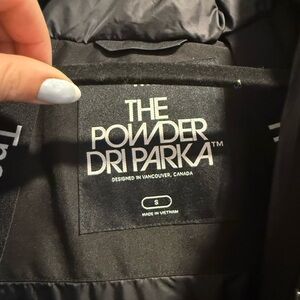 THE
POWDER
DRI PARKA™
DESIGNED IN VANCOUVER, CANADA
S
MADE IN VIETNAM